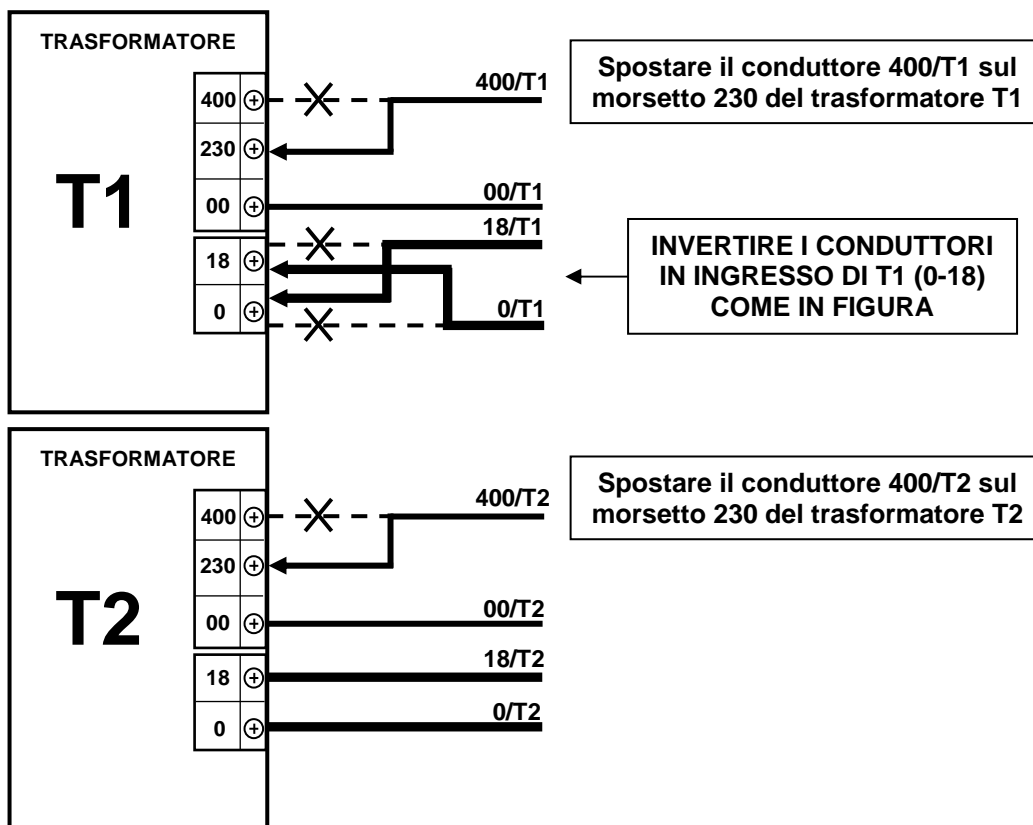 TRASFORMATORE
400
230
T1
00
18
0
400/T1
00/T1
18/T1
0/T1
Spostare il conduttore 400/T1 sul
morsetto 230 del trasformatore T1
INVERTIRE I CONDUTTORI
IN INGRESSO DI T1 (0-18)
COME IN FIGURA
TRASFORMATORE
400
230
T2
00
18
0
400/T2
00/T2
18/T2
0/T2
Spostare il conduttore 400/T2 sul
morsetto 230 del trasformatore T2